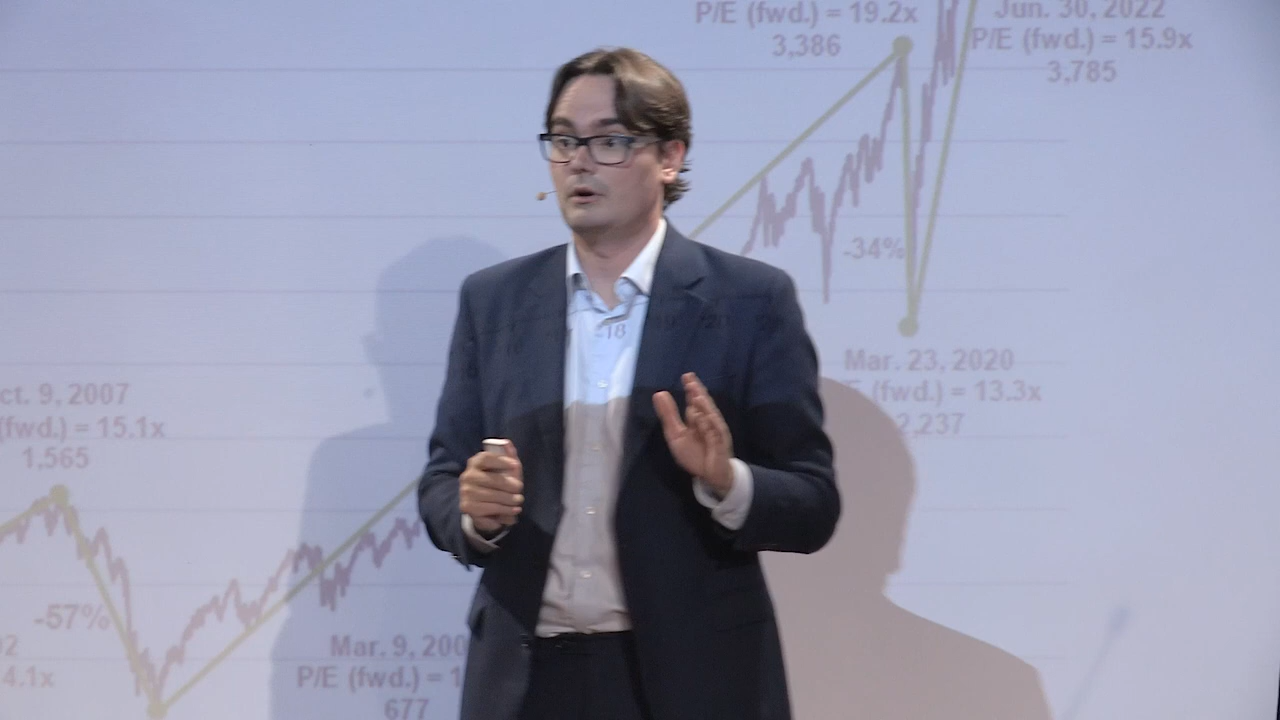 P/E (fwd.) = 19.2x
3,386
Jun. 30, 2022
P/E (fwd.) = 15.9x
3,785
-34%
Mar. 23, 2020
(fwd.) = 13.3x
2,237
ct. 9, 2007
(fwd.) = 15.1x
1,565
-57%
4.1x
Mar. 9, 200
P/E (fwd.) = 1
677
-18